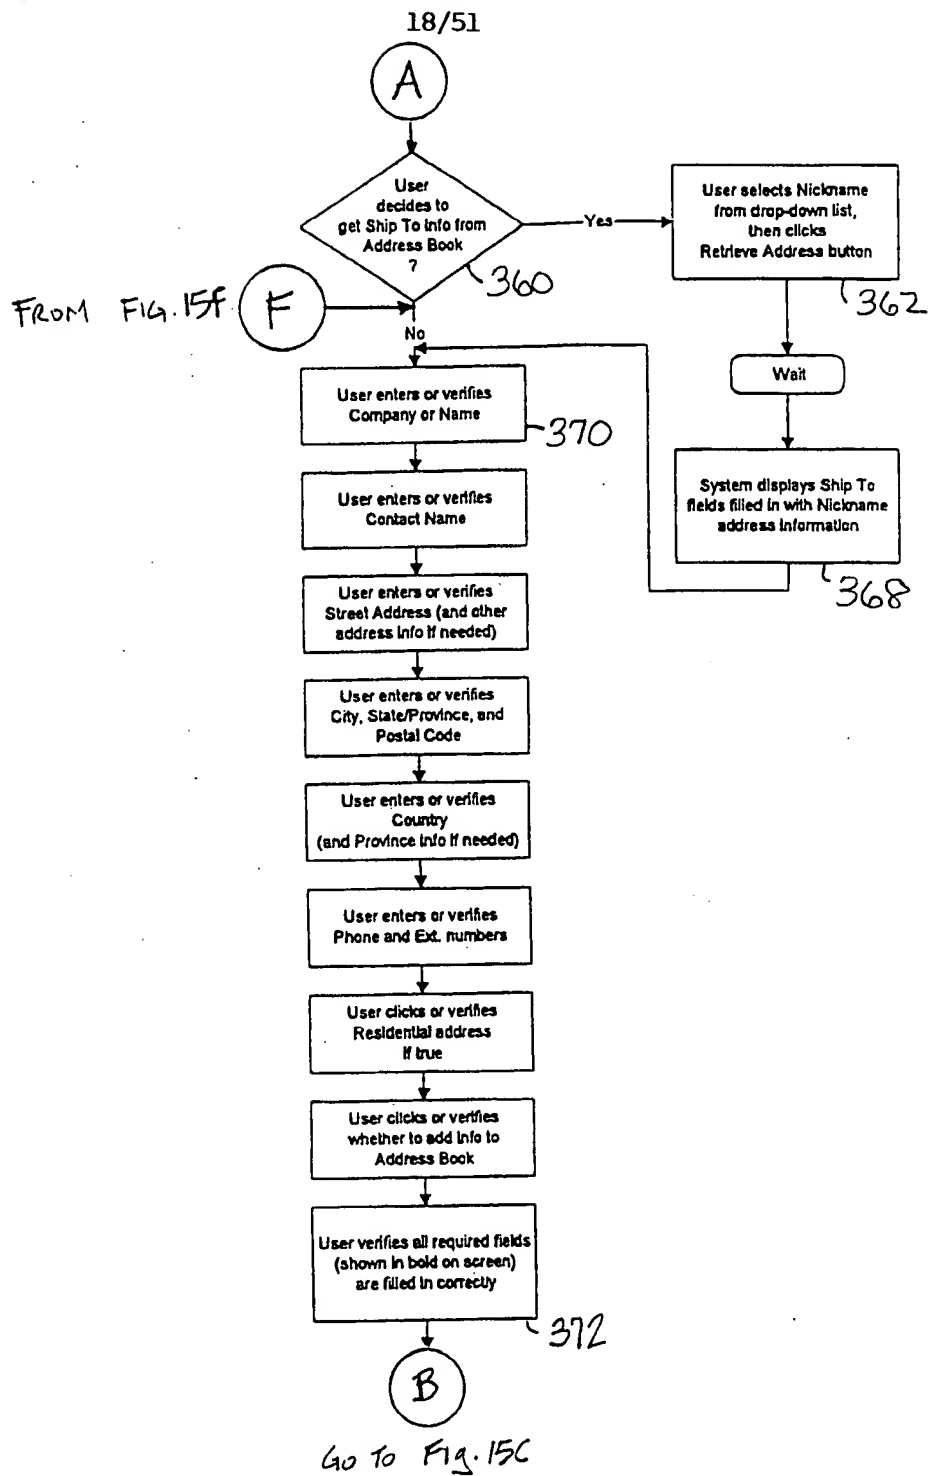 18/51
A
User
decides to
get Ship To Info from
Address Book
?
360
Yes
User selects Nickname
from drop-down list,
then clicks
Retrieve Address button
362
FROM FIG. 15f
F
No
Wait
User enters or verifies
Company or Name
370
System displays Ship To
fields filled in with Nickname
address information
368
User enters or verifies
Contact Name
User enters or verifies
Street Address (and other
address info if needed)
User enters or verifies
City, State/Province, and
Postal Code
User enters or verifies
Country
(and Province info if needed)
User enters or verifies
Phone and Ext. numbers
User clicks or verifies
Residential address
if true
User clicks or verifies
whether to add info to
Address Book
User verifies all required fields
(shown in bold on screen)
are filled in correctly
372
B
Go To Fig. 15C